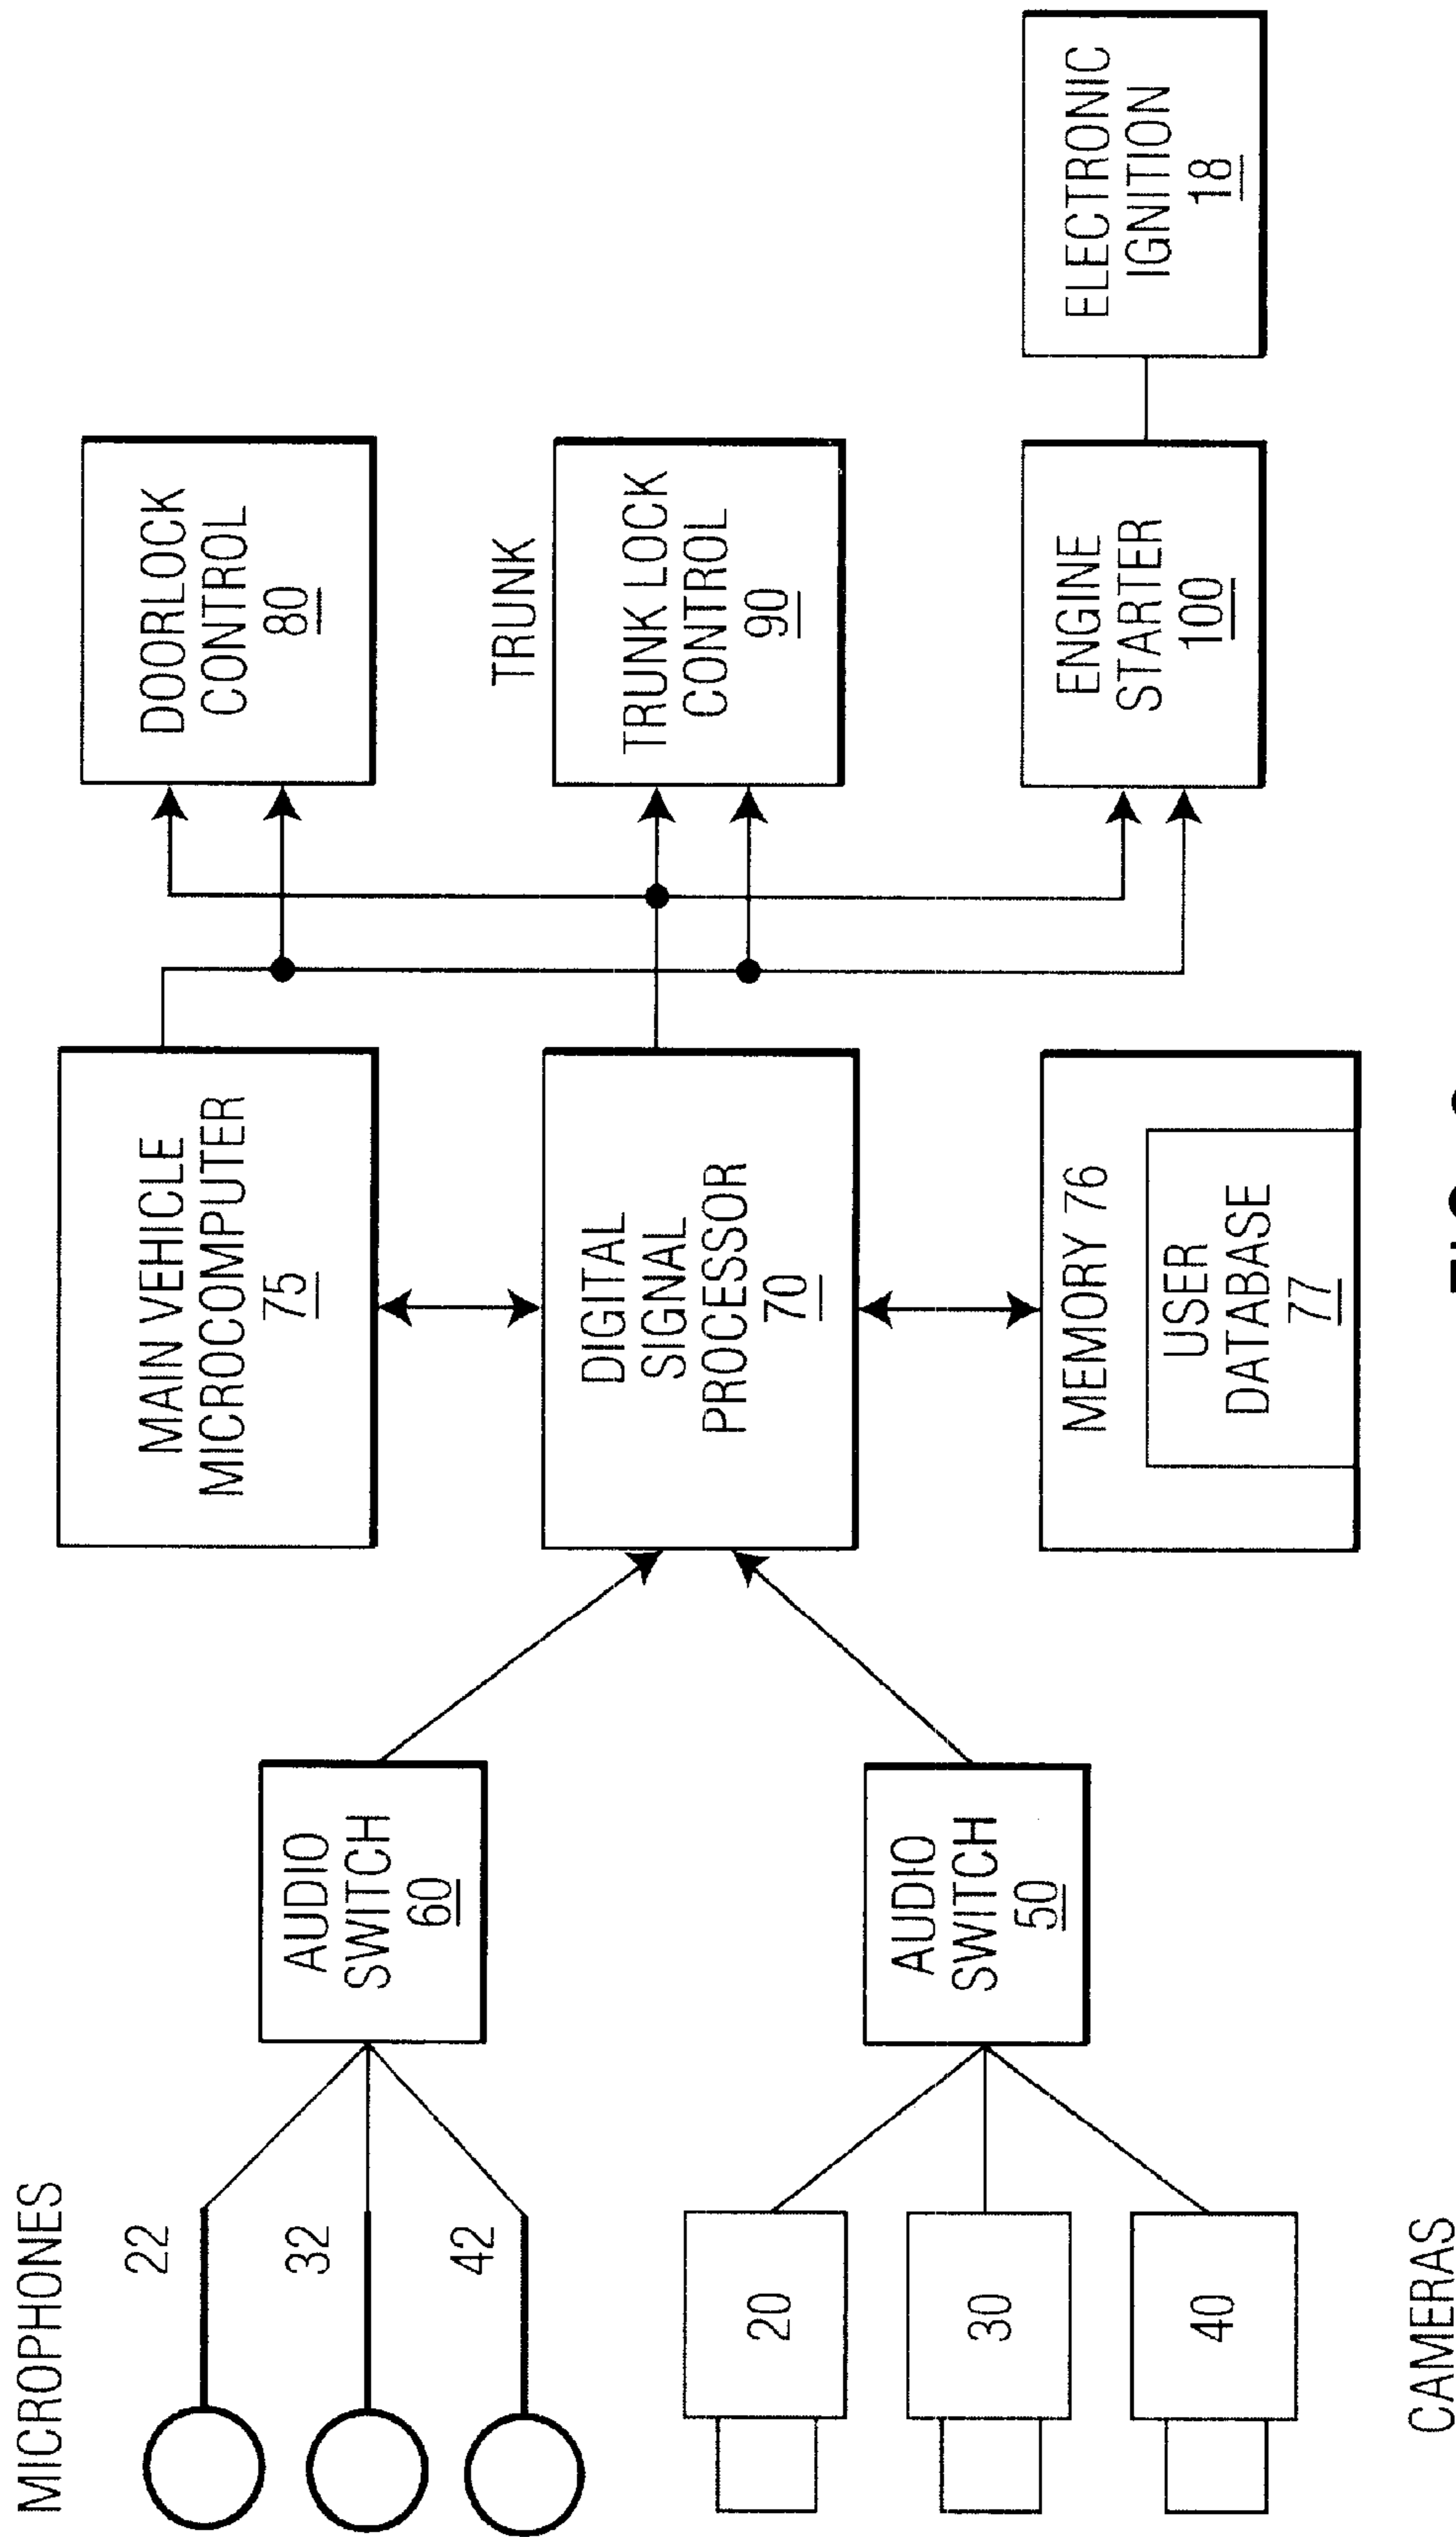 MICROPHONES
22
32
42
20
30
40
CAMERAS
AUDIO
SWITCH
60
AUDIO
SWITCH
50
MAIN VEHICLE
MICROCOMPUTER
75
DIGITAL
SIGNAL
PROCESSOR
70
MEMORY 76
USER
DATABASE
77
DOORLOCK
CONTROL
80
TRUNK
TRUNK LOCK
CONTROL
90
ENGINE
STARTER
100
ELECTRONIC
IGNITION
18